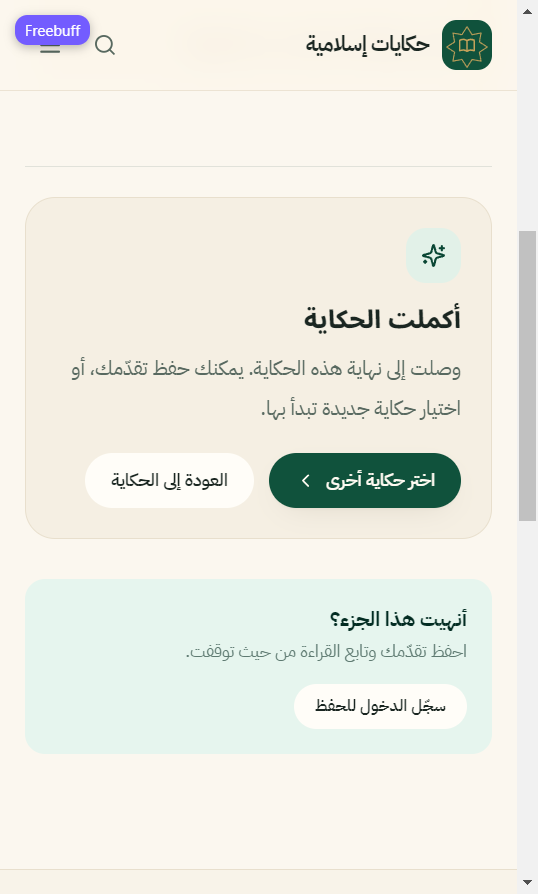 Freebuff
حكايات إسلامية
أكملت الحكاية
وصلت إلى نهاية هذه الحكاية. يمكنك حفظ تقدّمك، أو
اختيار حكاية جديدة تبدأ بها.
اختر حكاية أخرى
العودة إلى الحكاية
أنهيت هذا الجزء؟
احفظ تقدّمك وتابع القراءة من حيث توقفت.
سجّل الدخول للحفظ